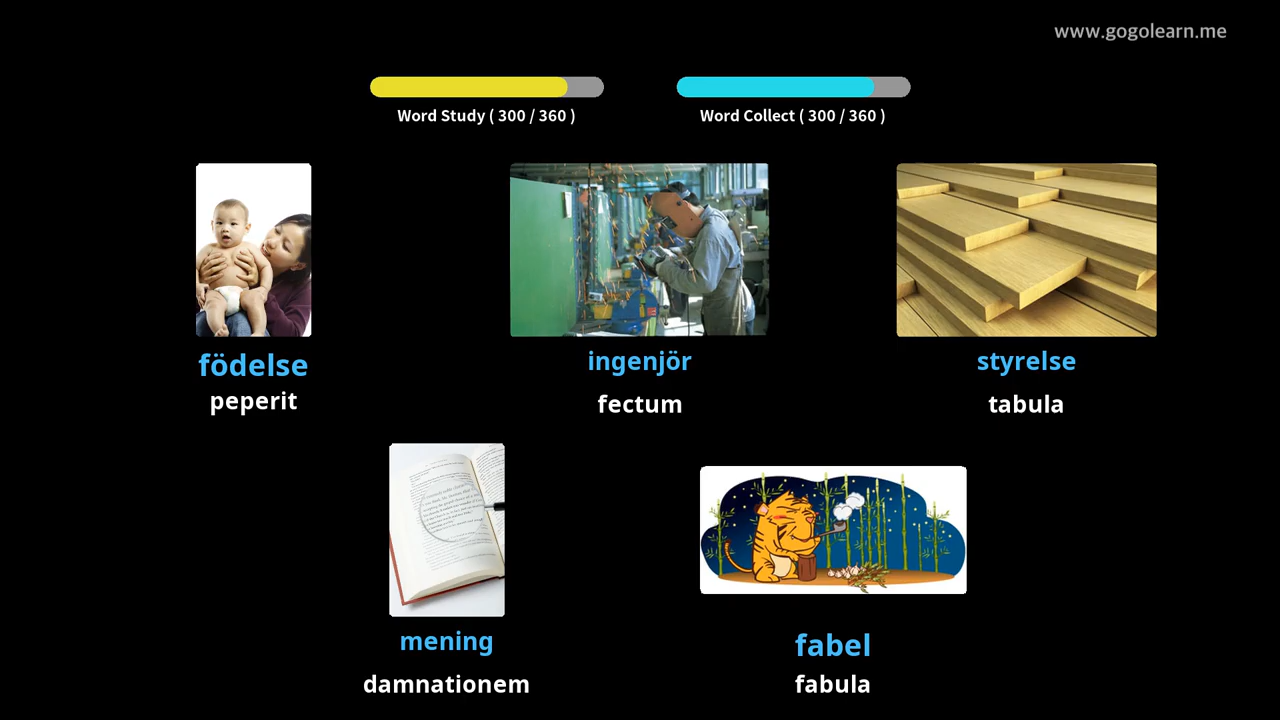 www.gogolearn.me
Word Study ( 300 / 360 )
Word Collect ( 300 / 360 )
födelse
peperit
ingenjör
fectum
styrelse
tabula
mening
damnationem
fabel
fabula